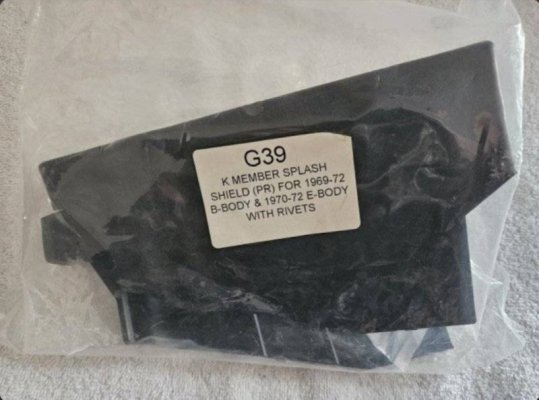 G39
K MEMBER SPLASH
SHIELD (PR) FOR 1969-72
B-BODY & 1970-72 E-BODY
WITH RIVETS